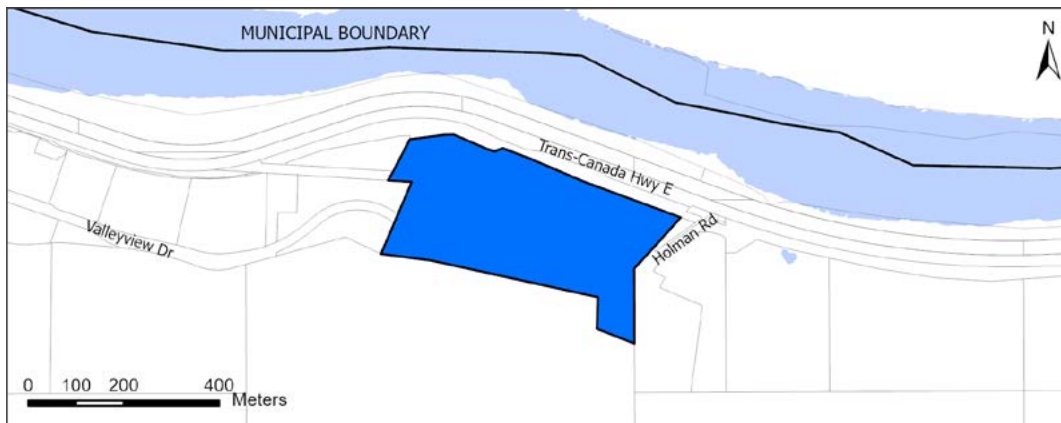 MUNICIPAL BOUNDARY
N
Trans-Canada Hwy E
Valleyview Dr
Holman Rd
0 100 200 400
Meters